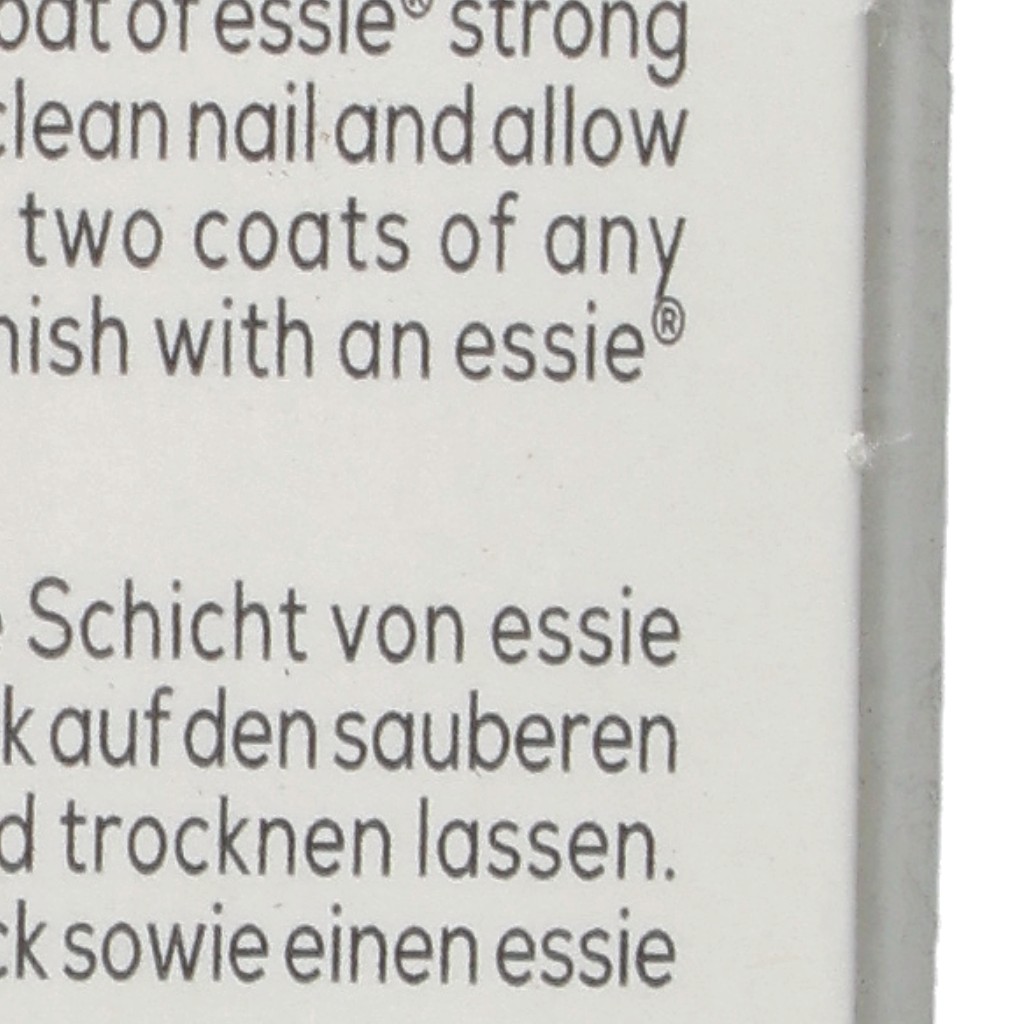 oat of essie® strong
clean nail and allow
two coats of any
nish with an essie®
Schicht von essie
k auf den sauberen
d trocknen lassen.
ck sowie einen essie